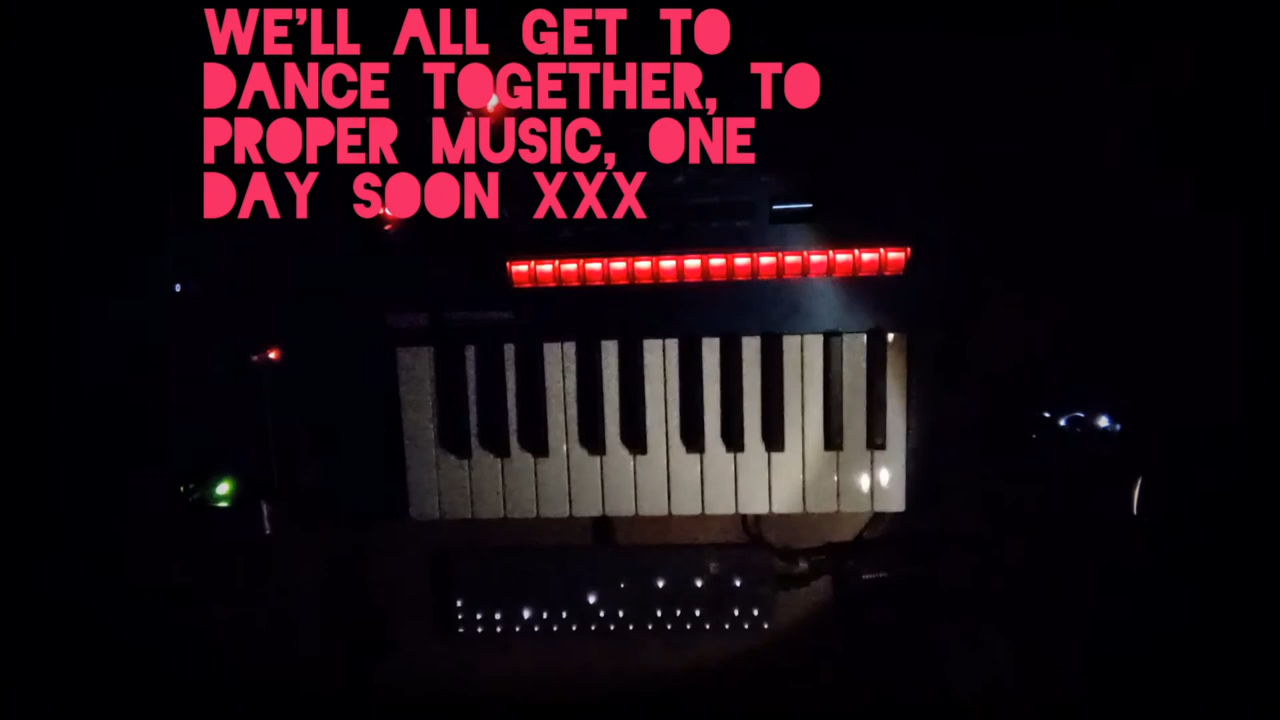 WE'LL ALL GET TO
DANCE TOGETHER, TO
PROPER MUSIC, ONE
DAY SOON XXX